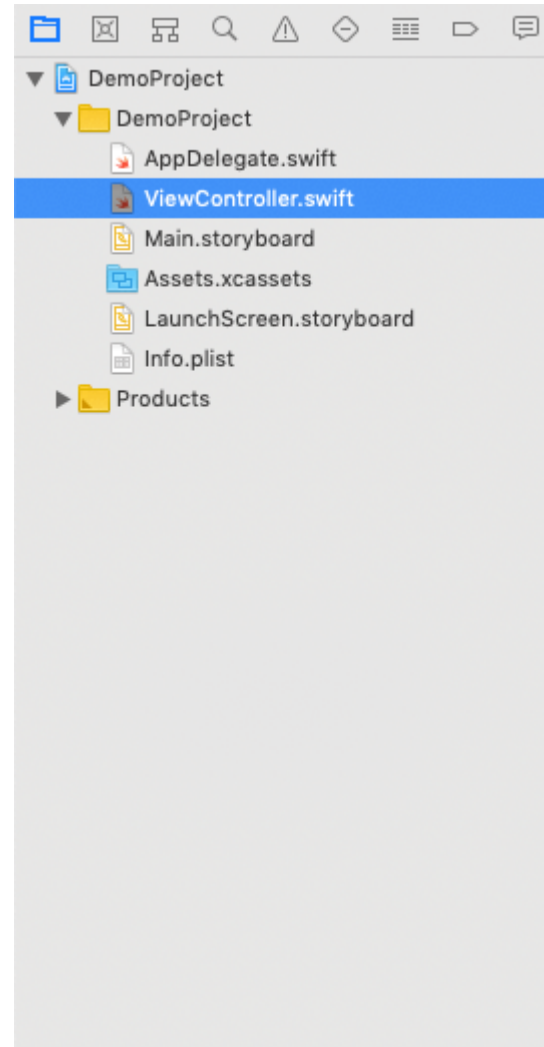 DemoProject
DemoProject
AppDelegate.swift
ViewController.swift
Main.storyboard
Assets.xcassets
LaunchScreen.storyboard
Info.plist
Products